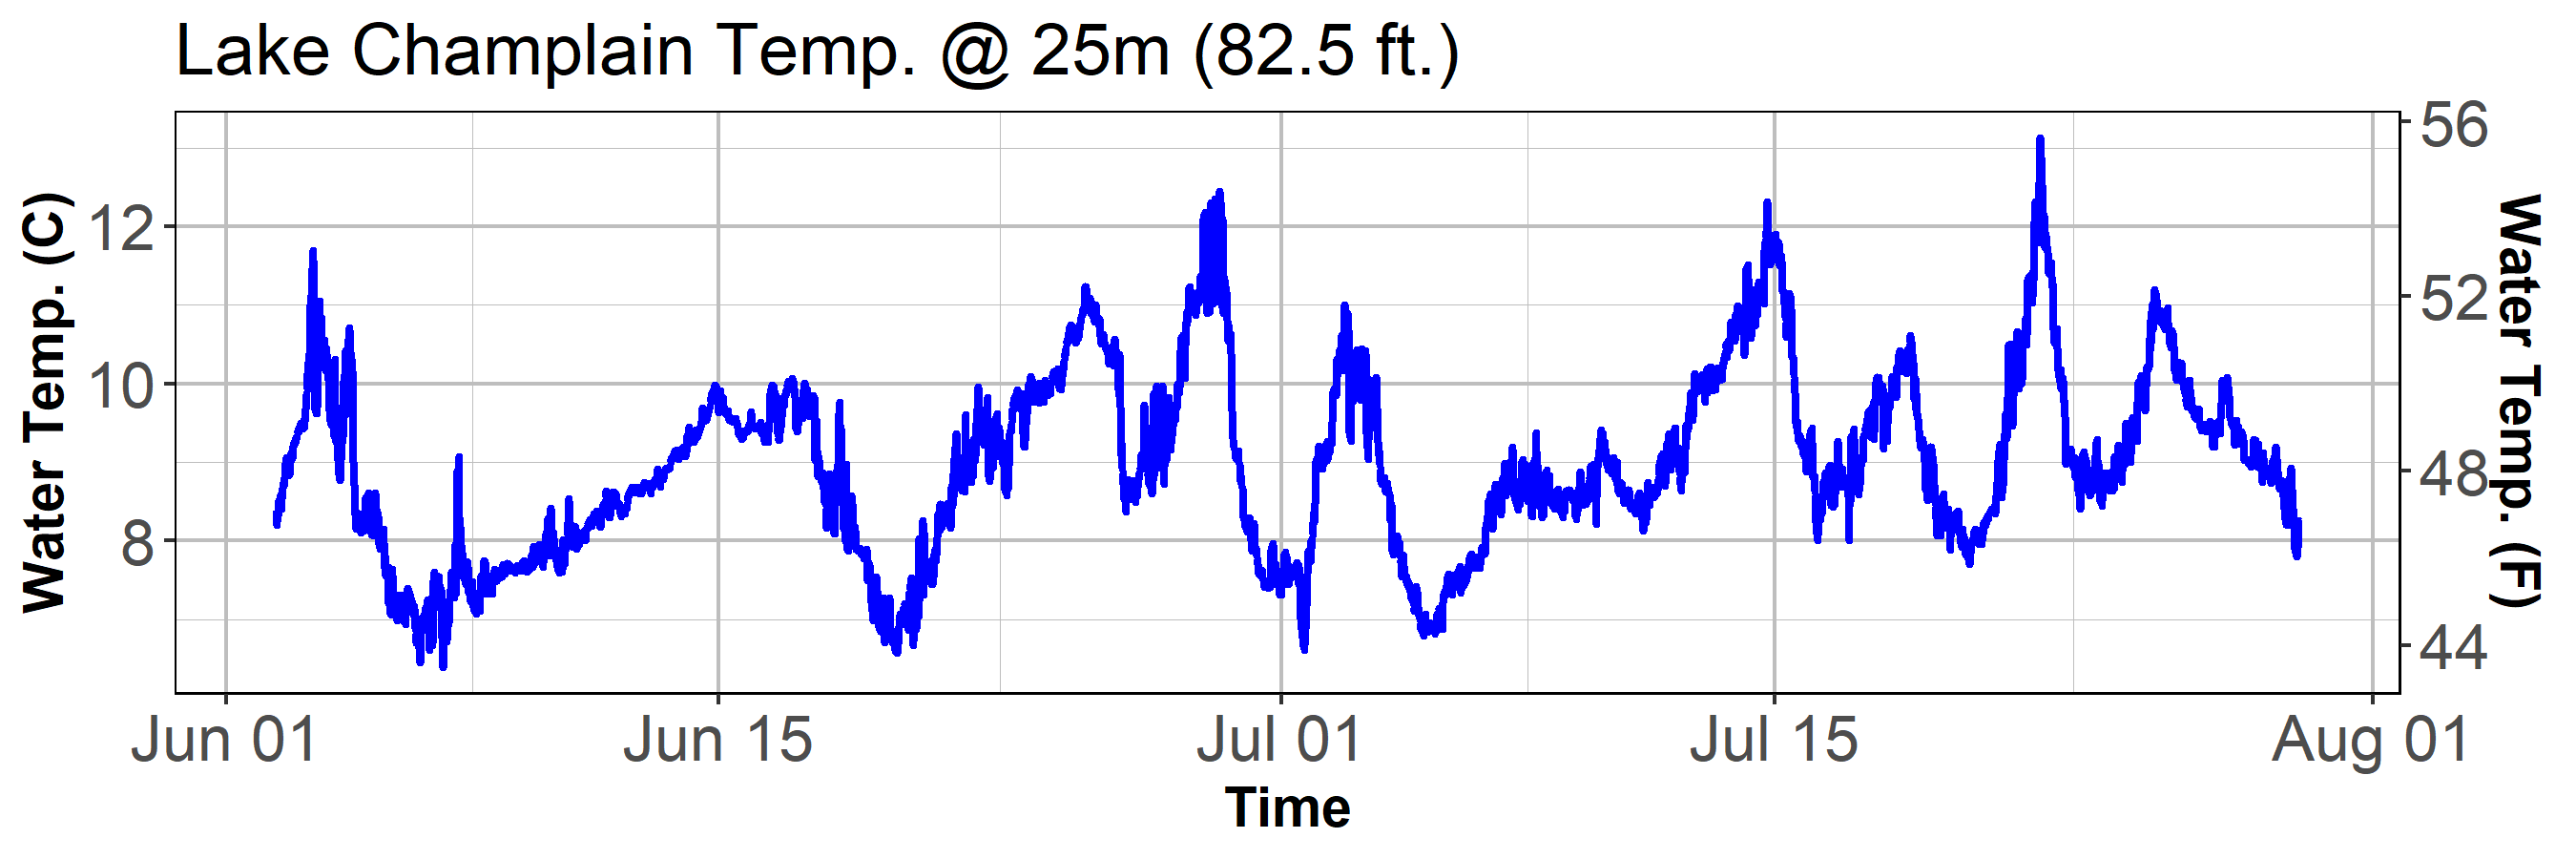 Lake Champlain Temp. @ 25m (82.5 ft.)
Water Temp. (C)
12
10
8
56
52
48
44
Water Temp. (F)
Jun 01
Jun 15
Jul 01
Jul 15
Aug 01
Time